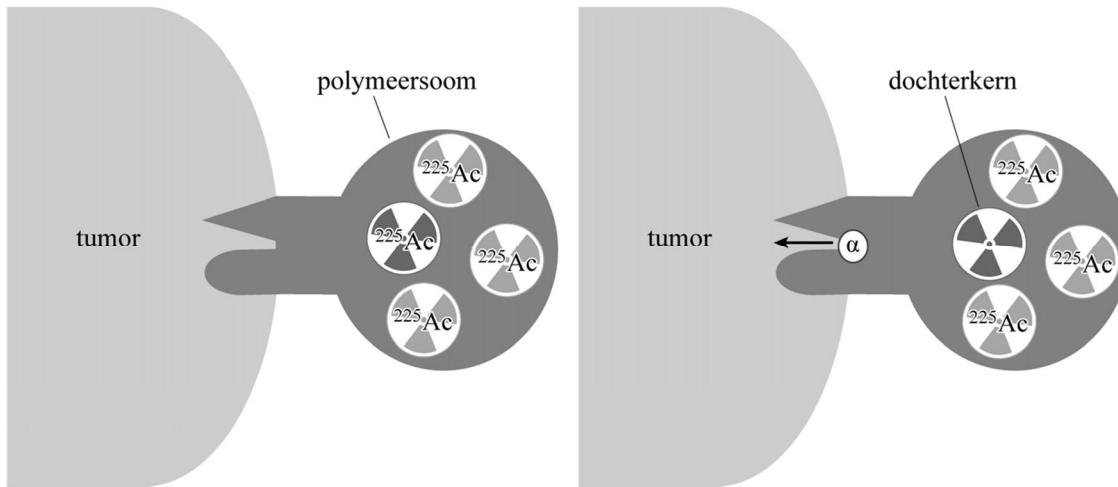 polymeersoom
²²⁵Ac
tumor
²²⁵Ac
²²⁵Ac
²²⁵Ac
dochterkern
²²⁵Ac
tumor
α
²²⁵Ac
²²⁵Ac